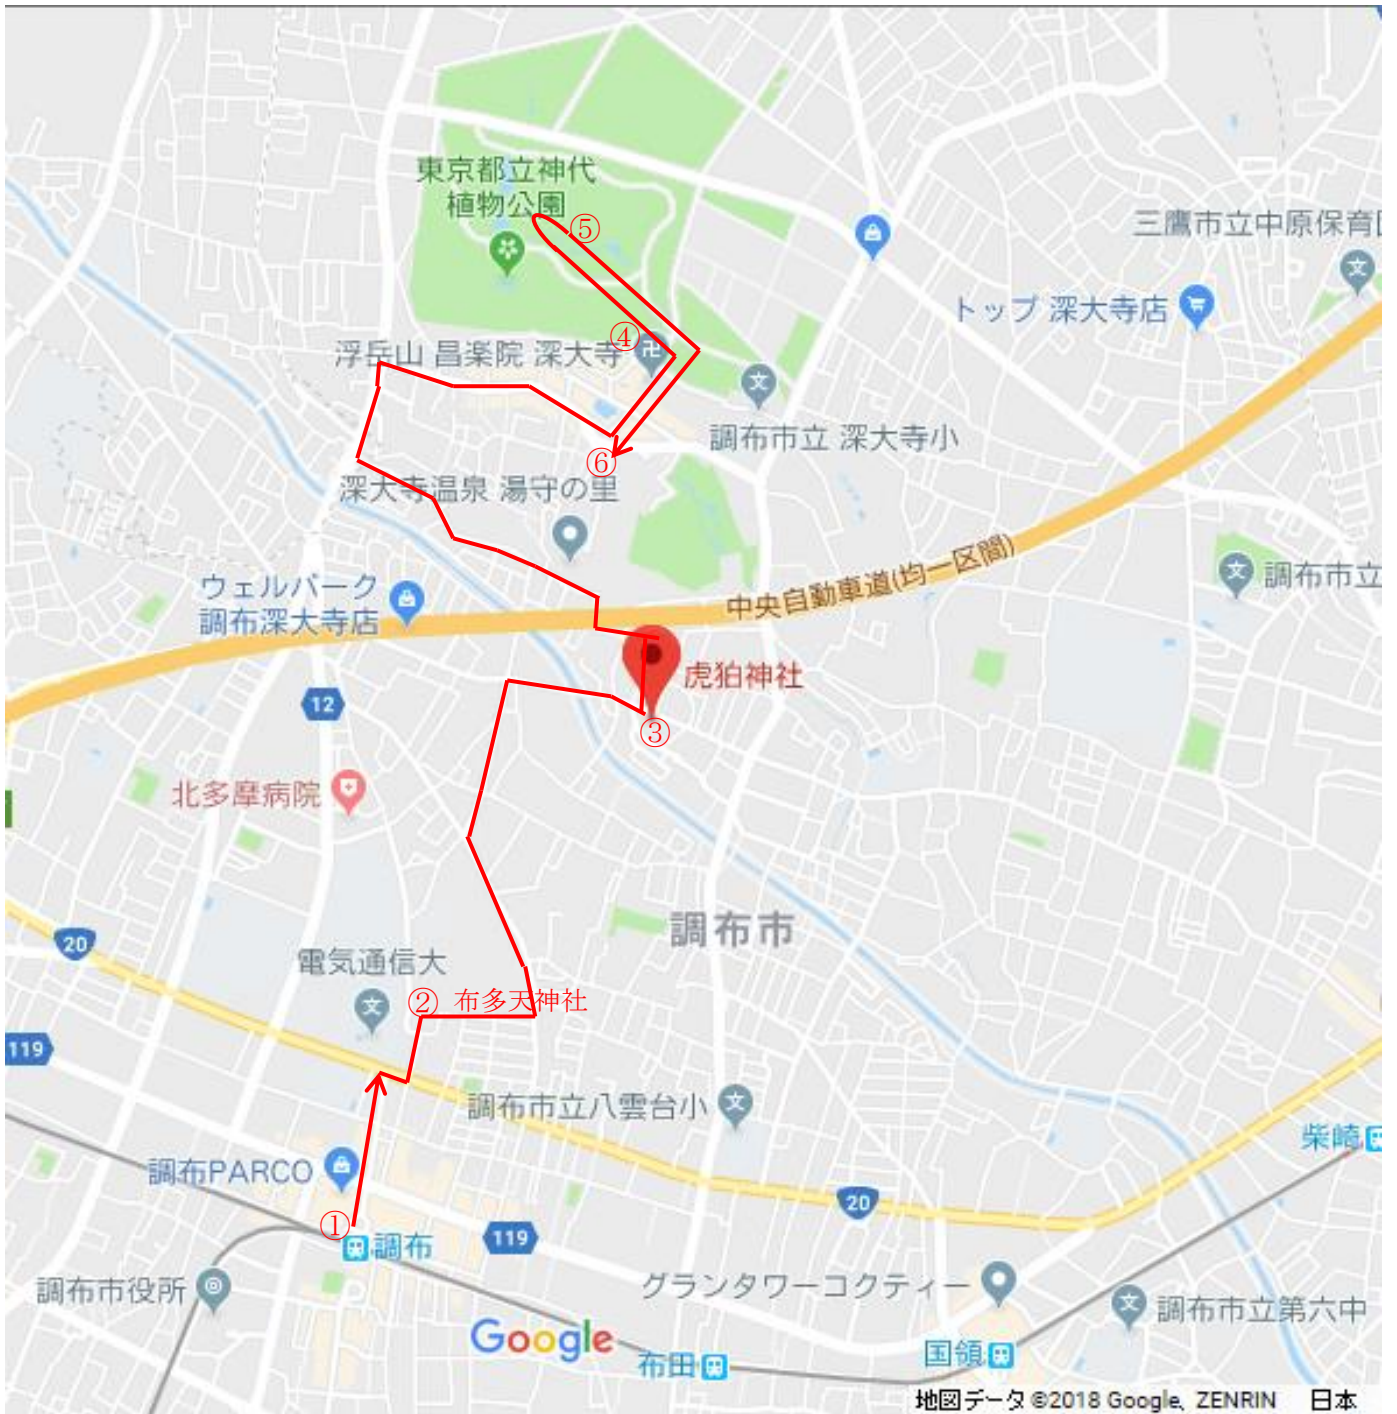 東京都立神代
植物公園
⑤
三鷹市立中原保育園
トップ 深大寺店
④
浮岳山 昌楽院 深大寺
調布市立 深大寺小
⑥
深大寺温泉 湯守の里
中央自動車道(均一区間)
調布市立
ウェルパーク
調布深大寺店
虎狛神社
12
③
北多摩病院
調布市
20
電気通信大
② 布多天神社
119
調布市立八雲台小
柴崎
調布PARCO
20
①
調布
119
調布市役所
グランタワーコクティー
調布市立第六中
Google
布田
国領
地図データ ©2018 Google, ZENRIN 日本